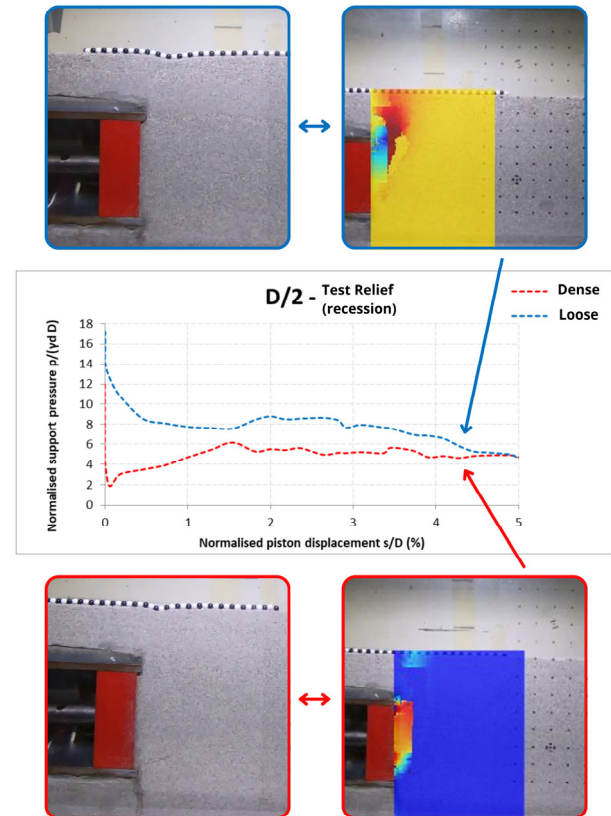 D/2 - Test Relief
(recession)
Dense
Loose
Normalised support pressure p/(γd D)
18
16
14
12
10
8
6
4
2
0
0
1
2
3
4
5
Normalised piston displacement s/D (%)